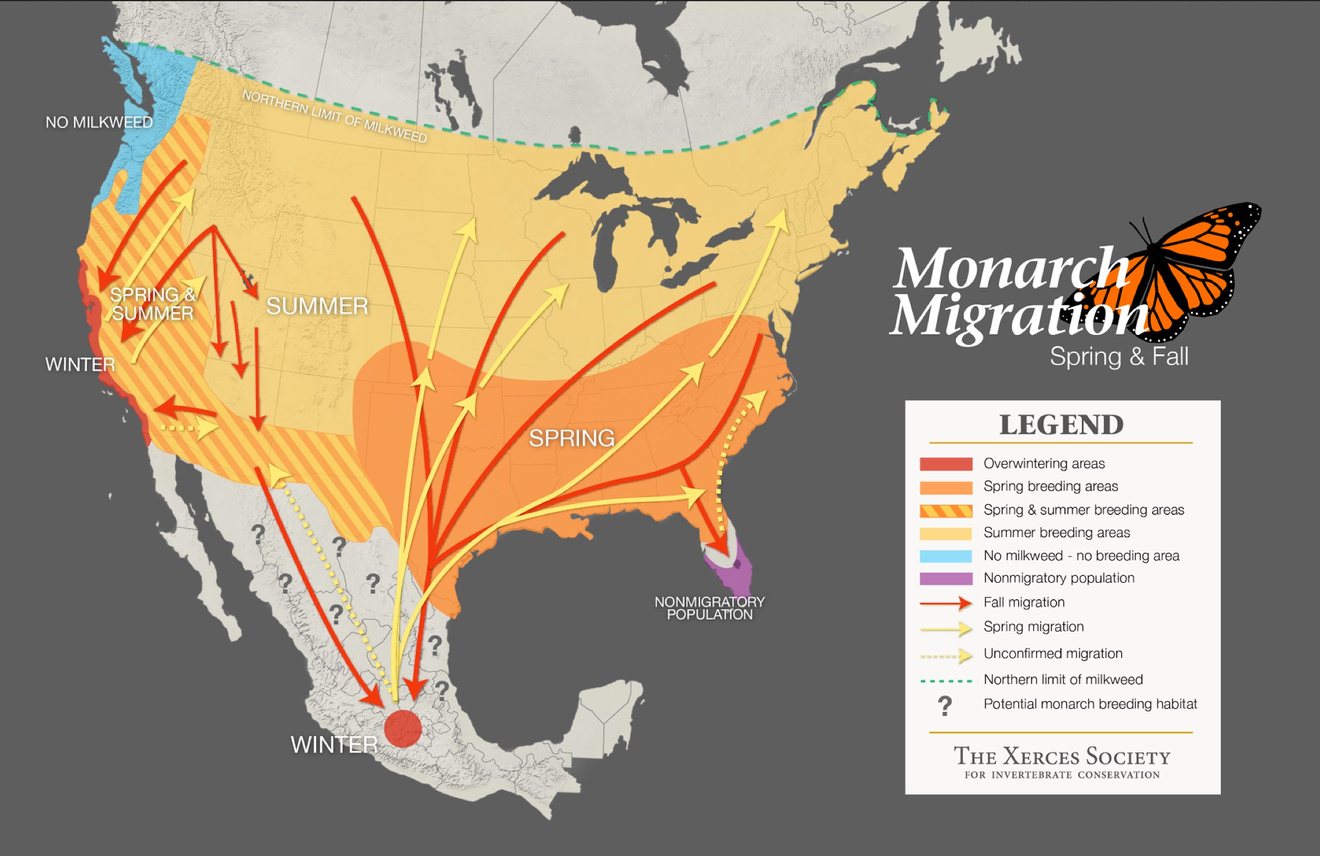 NO MILKWEED
NORTHERN LIMIT OF MILKWEED
SPRING &
SUMMER
SUMMER
WINTER
SPRING
?
?
?
?
?
?
?
NONMIGRATORY
POPULATION
WINTER
Monarch
Migration
Spring & Fall
LEGEND
Overwintering areas
Spring breeding areas
Spring & summer breeding areas
Summer breeding areas
No milkweed - no breeding area
Nonmigratory population
Fall migration
Spring migration
Unconfirmed migration
Northern limit of milkweed
? Potential monarch breeding habitat
THE XERCES SOCIETY
FOR INVERTEBRATE CONSERVATION